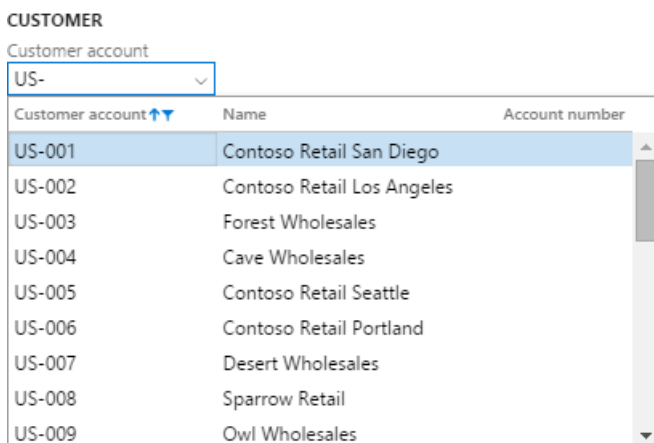 CUSTOMER
Customer account
US-
Customer account Name Account number
US-001 Contoso Retail San Diego
US-002 Contoso Retail Los Angeles
US-003 Forest Wholesales
US-004 Cave Wholesales
US-005 Contoso Retail Seattle
US-006 Contoso Retail Portland
US-007 Desert Wholesales
US-008 Sparrow Retail
US-009 Owl Wholesales